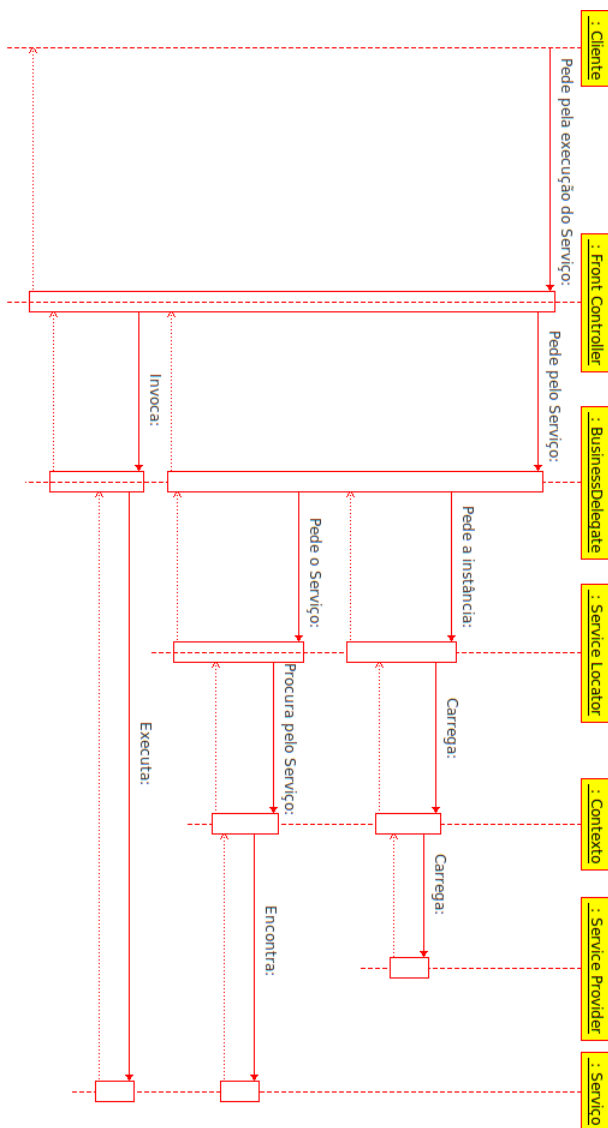 : Cliente
: Front Controller
: BusinessDelegate
: Service Locator
: Contexto
: Service Provider
: Serviço
Pede pela execução do Serviço:
Pede pelo Serviço:
Pede a instância:
Carrega:
Carrega:
Pede o Serviço:
Procura pelo Serviço:
Encontra:
Invoca:
Executa: